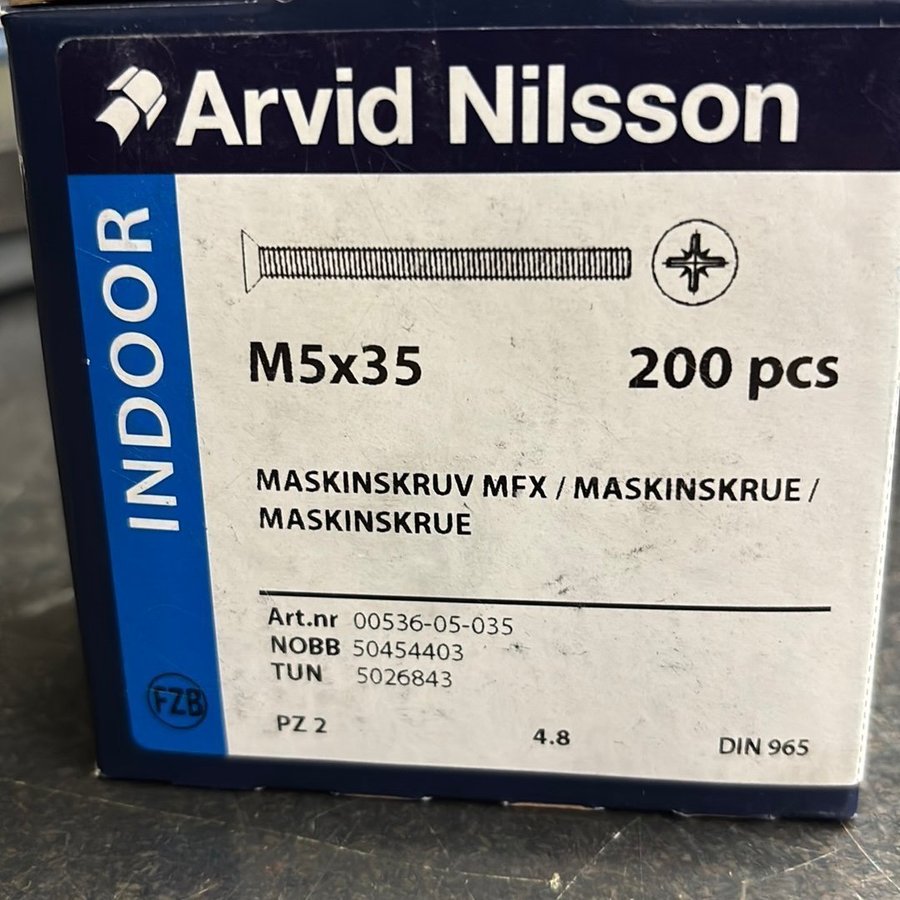 Arvid Nilsson
INDOOR
M5x35 200 pcs
MASKINSKRUV MFX / MASKINSKRUE /
MASKINSKRUE
Art.nr 00536-05-035
NOBB 50454403
TUN 5026843
FZB
PZ 2 4.8 DIN 965